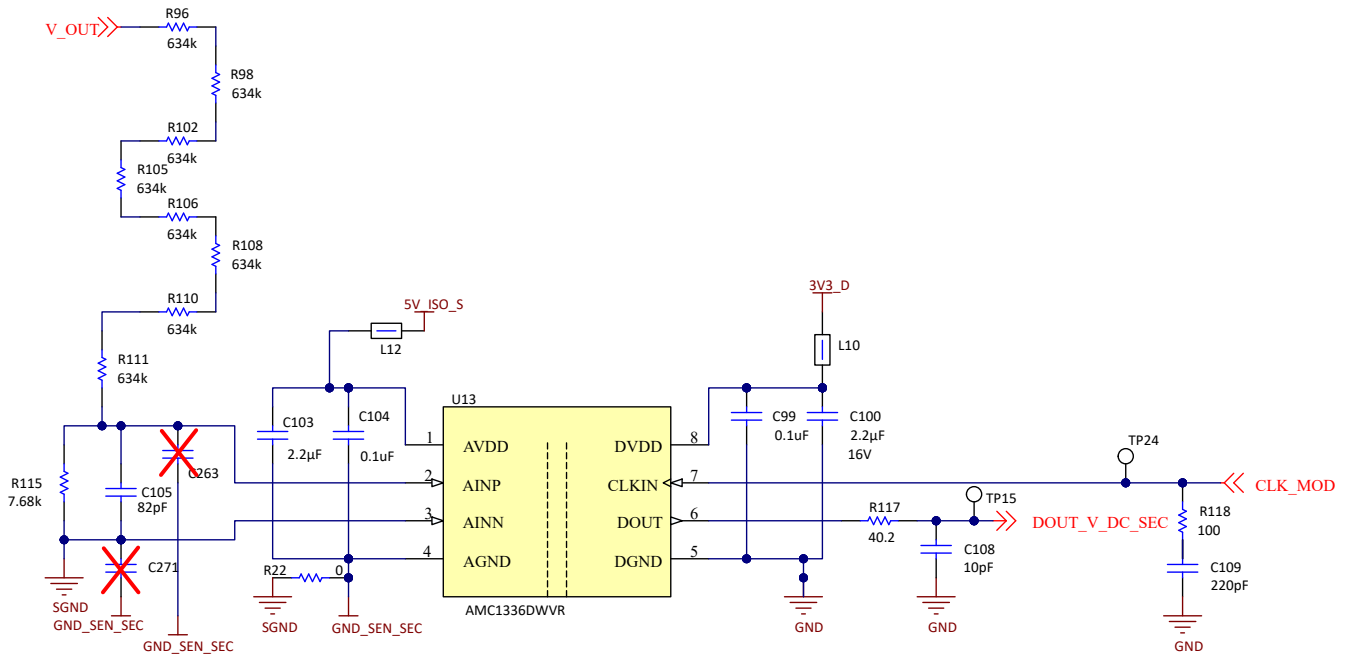 V_OUT
R96
634k
R98
634k
R102
634k
R105
634k
R106
634k
R108
634k
R110
634k
R111
634k
R115
7.68k
C105
82pF
C263
C271
SGND
GND_SEN_SEC
GND_SEN_SEC
5V_ISO_S
L12
C103
2.2µF
C104
0.1uF
R22
0
SGND
GND_SEN_SEC
U13
1
AVDD
2
AINP
3
AINN
4
AGND
DVDD
8
CLKIN
7
DOUT
6
DGND
5
AMC1336DWVR
3V3_D
L10
C99
0.1uF
C100
2.2µF
16V
GND
R117
40.2
TP15
DOUT_V_DC_SEC
C108
10pF
GND
TP24
CLK_MOD
R118
100
C109
220pF
GND